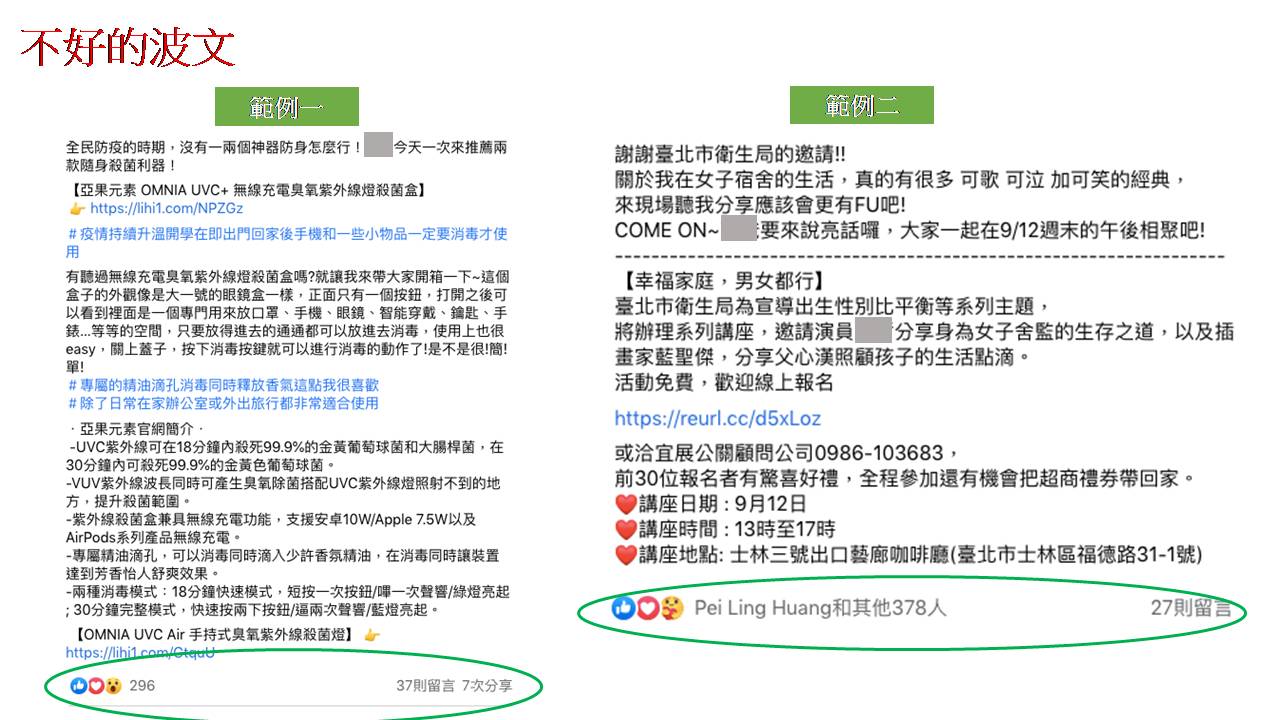 不好的波文
範例一
全民防疫的時期，沒有一兩個神器防身怎麼行！ 今天一次來推薦兩
款隨身殺菌利器！
【亞果元素 OMNIA UVC+ 無線充電臭氧紫外線燈殺菌盒】
👉 https://lihi1.com/NPZGz
#疫情持續升溫開學在即出門回家後手機和一些小物品一定要消毒才使
用
有聽過無線充電臭氧紫外線燈殺菌盒嗎?就讓我來帶大家開箱一下~這個
盒子的外觀像是大一號的眼鏡盒一樣，正面只有一個按鈕，打開之後可
以看到裡面是一個專門用來放口罩、手機、眼鏡、智能穿戴、鑰匙、手
錶...等等的空間，只要放得進去的通通都可以放進去消毒，使用上也很
easy，關上蓋子，按下消毒按鍵就可以進行消毒的動作了!是不是很!簡!
單!
#專屬的精油滴孔消毒同時釋放香氣這點我很喜歡
#除了日常在家辦公室或外出旅行都非常適合使用
·亞果元素官網簡介·
-UVC紫外線可在18分鐘內殺死99.9%的金黃葡萄球菌和大腸桿菌，在
30分鐘內可殺死99.9%的金黃色葡萄球菌。
-VUV紫外線波長同時可產生臭氧除菌搭配UVC紫外線燈照射不到的地
方，提升殺菌範圍。
-紫外線殺菌盒兼具無線充電功能，支援安卓10W/Apple 7.5W以及
AirPods系列產品無線充電。
-專屬精油滴孔，可以消毒同時滴入少許香氛精油，在消毒同時讓裝置
達到芳香怡人舒爽效果。
-兩種消毒模式：18分鐘快速模式，短按一次按鈕/嗶一次聲響/綠燈亮起
; 30分鐘完整模式，快速按兩下按鈕/逼兩次聲響/藍燈亮起。
【OMNIA UVC Air 手持式臭氧紫外線殺菌燈】 👉
https://lihi1.com/GtquU
296 37則留言 7次分享
範例二
謝謝臺北市衛生局的邀請!!
關於我在女子宿舍的生活，真的有很多 可歌 可泣 加可笑的經典，
來現場聽我分享應該會更有FU吧!
COME ON~ 要來說亮話囉，大家一起在9/12週末的午後相聚吧!
--------------------------------------------------------------------
【幸福家庭，男女都行】
臺北市衛生局為宣導出生性別比平衡等系列主題，
將辦理系列講座，邀請演員 分享身為女子舍監的生存之道，以及插
畫家藍聖傑，分享父心漢照顧孩子的生活點滴。
活動免費，歡迎線上報名
https://reurl.cc/d5xLoz
或洽宜展公關顧問公司0986-103683，
前30位報名者有驚喜好禮，全程參加還有機會把超商禮券帶回家。
❤️講座日期 : 9月12日
❤️講座時間 : 13時至17時
❤️講座地點: 士林三號出口藝廊咖啡廳(臺北市士林區福德路31-1號)
Pei Ling Huang和其他378人 27則留言